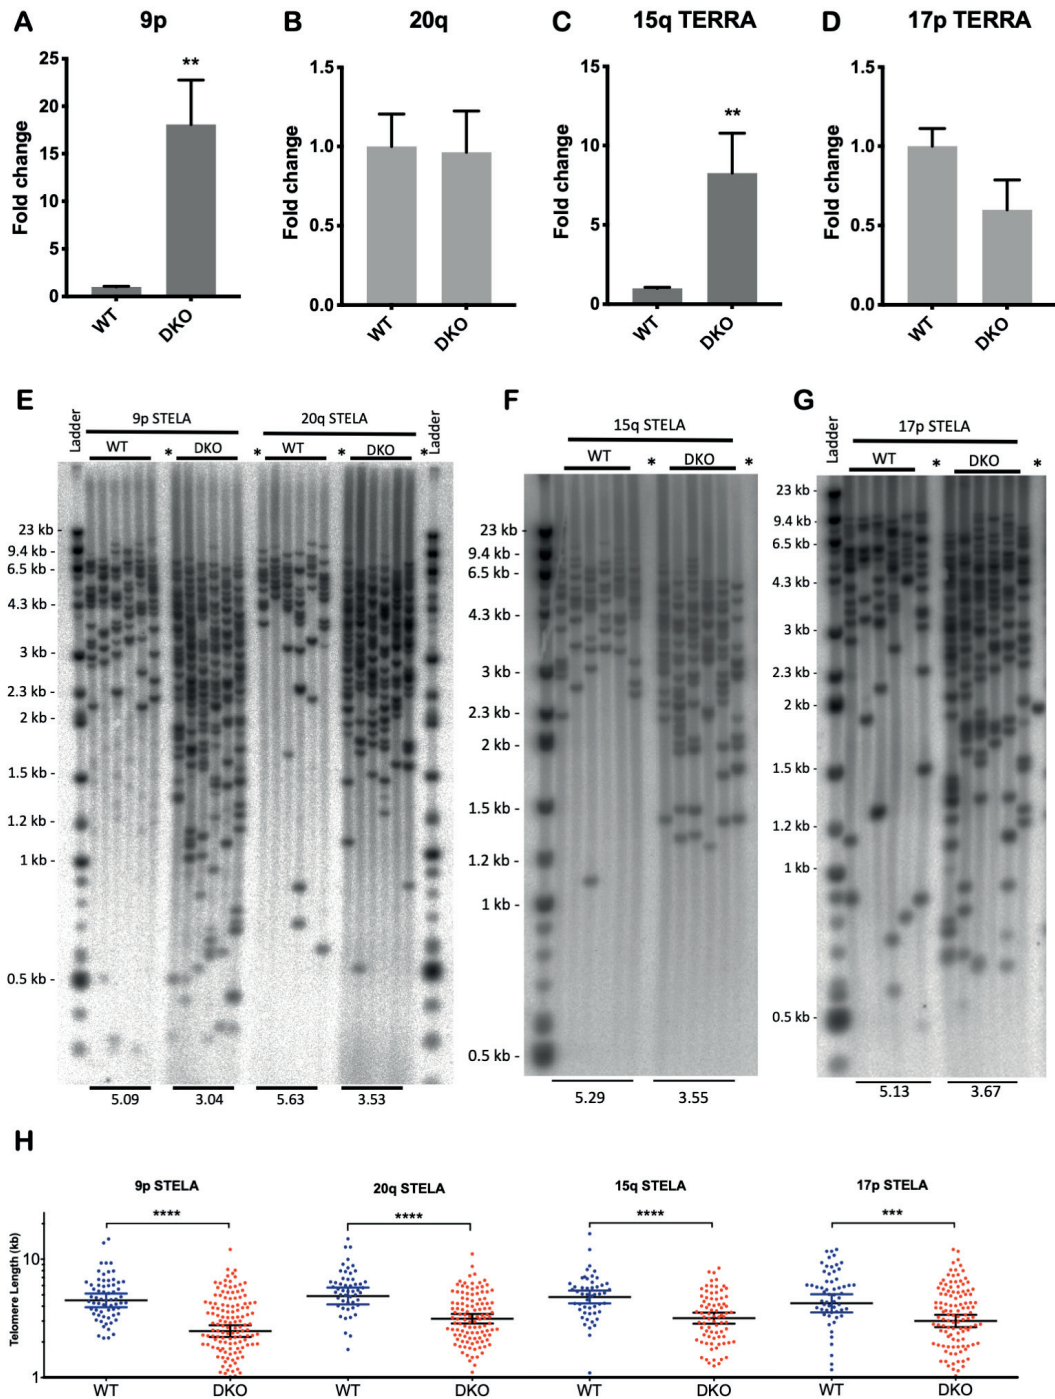 A 9p B 20q C 15q TERRA D 17p TERRA
Fold change
25
20
15
10
5
0
**
WT DKO
Fold change
1.5
1.0
0.5
0.0
WT DKO
Fold change
15
10
5
0
**
WT DKO
Fold change
1.5
1.0
0.5
0.0
WT DKO
E
Ladder
9p STELA 20q STELA
WT * DKO * WT * DKO *
Ladder
23 kb -
9.4 kb -
6.5 kb -
4.3 kb -
3 kb -
2.3 kb -
2 kb -
1.5 kb -
1.2 kb -
1 kb -
0.5 kb -
5.09 3.04 5.63 3.53
F
15q STELA
WT * DKO *
23 kb -
9.4 kb -
6.5 kb -
4.3 kb -
3 kb -
2.3 kb -
2 kb -
1.5 kb -
1.2 kb -
1 kb -
0.5 kb -
5.29 3.55
G
Ladder
17p STELA
WT * DKO *
23 kb -
9.4 kb -
6.5 kb -
4.3 kb -
3 kb -
2.3 kb -
2 kb -
1.5 kb -
1.2 kb -
1 kb -
0.5 kb -
5.13 3.67
H
9p STELA 20q STELA 15q STELA 17p STELA
**** **** **** ***
Telomere Length (kb)
10
1
WT DKO WT DKO WT DKO WT DKO